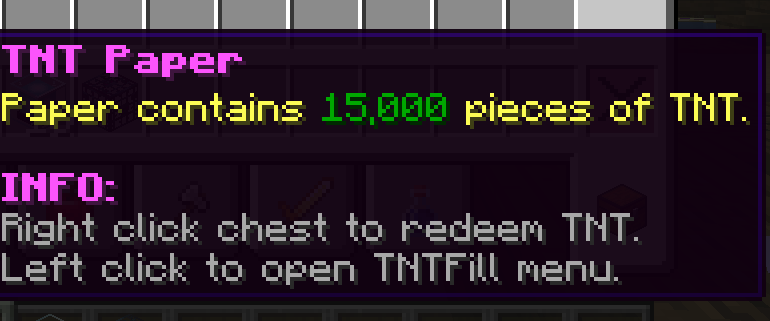 TNT Paper
Paper contains 15,000 pieces of TNT.
INFO:
Right click chest to redeem TNT.
Left click to open TNTFill menu.